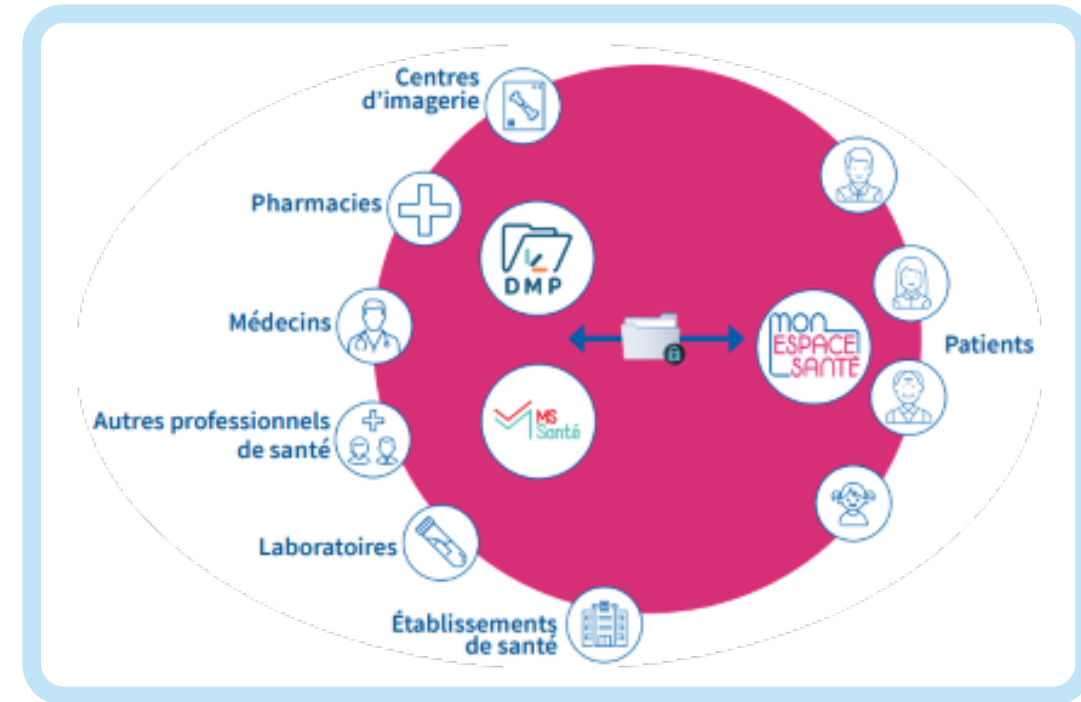 Centres
d'imagerie
Pharmacies
DMP
Médecins
MON
ESPACE
SANTÉ
Patients
Autres professionnels
de santé
MS
Santé
Laboratoires
Établissements
de santé